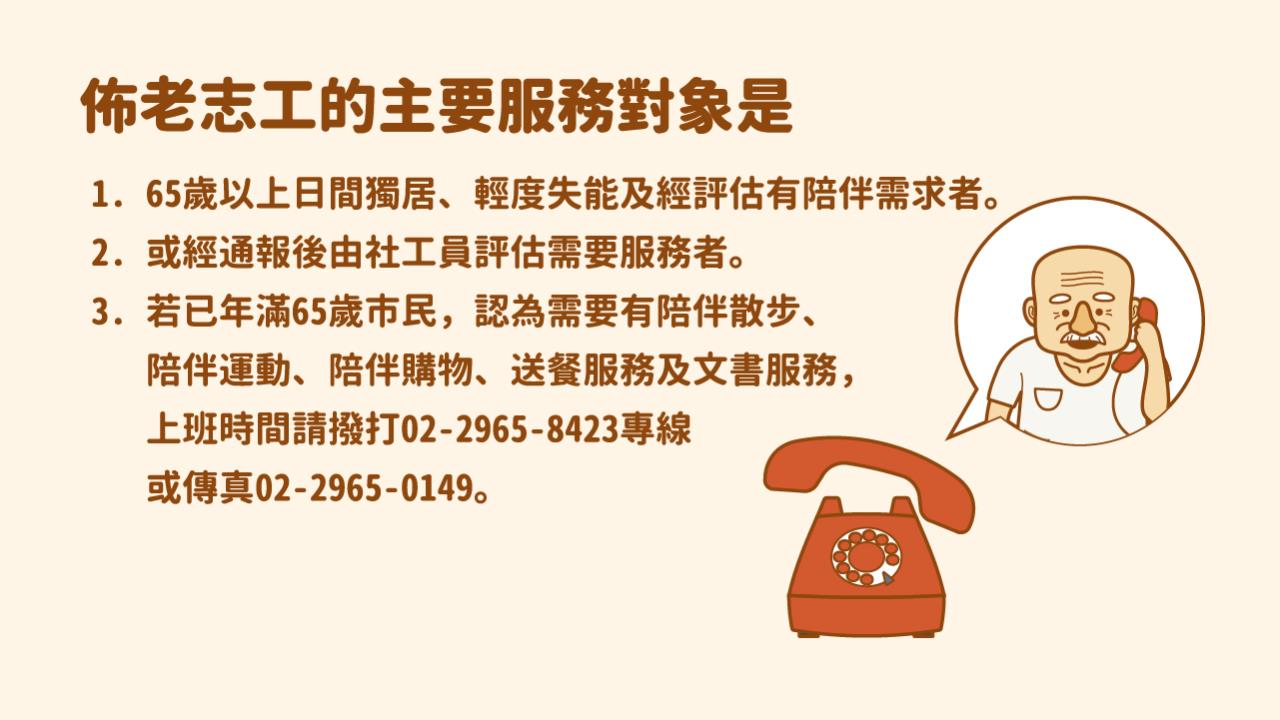 佈老志工的主要服務對象是
1. 65歲以上日間獨居、輕度失能及經評估有陪伴需求者。
2. 或經通報後由社工員評估需要服務者。
3. 若已年滿65歲市民，認為需要有陪伴散步、
陪伴運動、陪伴購物、送餐服務及文書服務，
上班時間請撥打02-2965-8423專線
或傳真02-2965-0149。